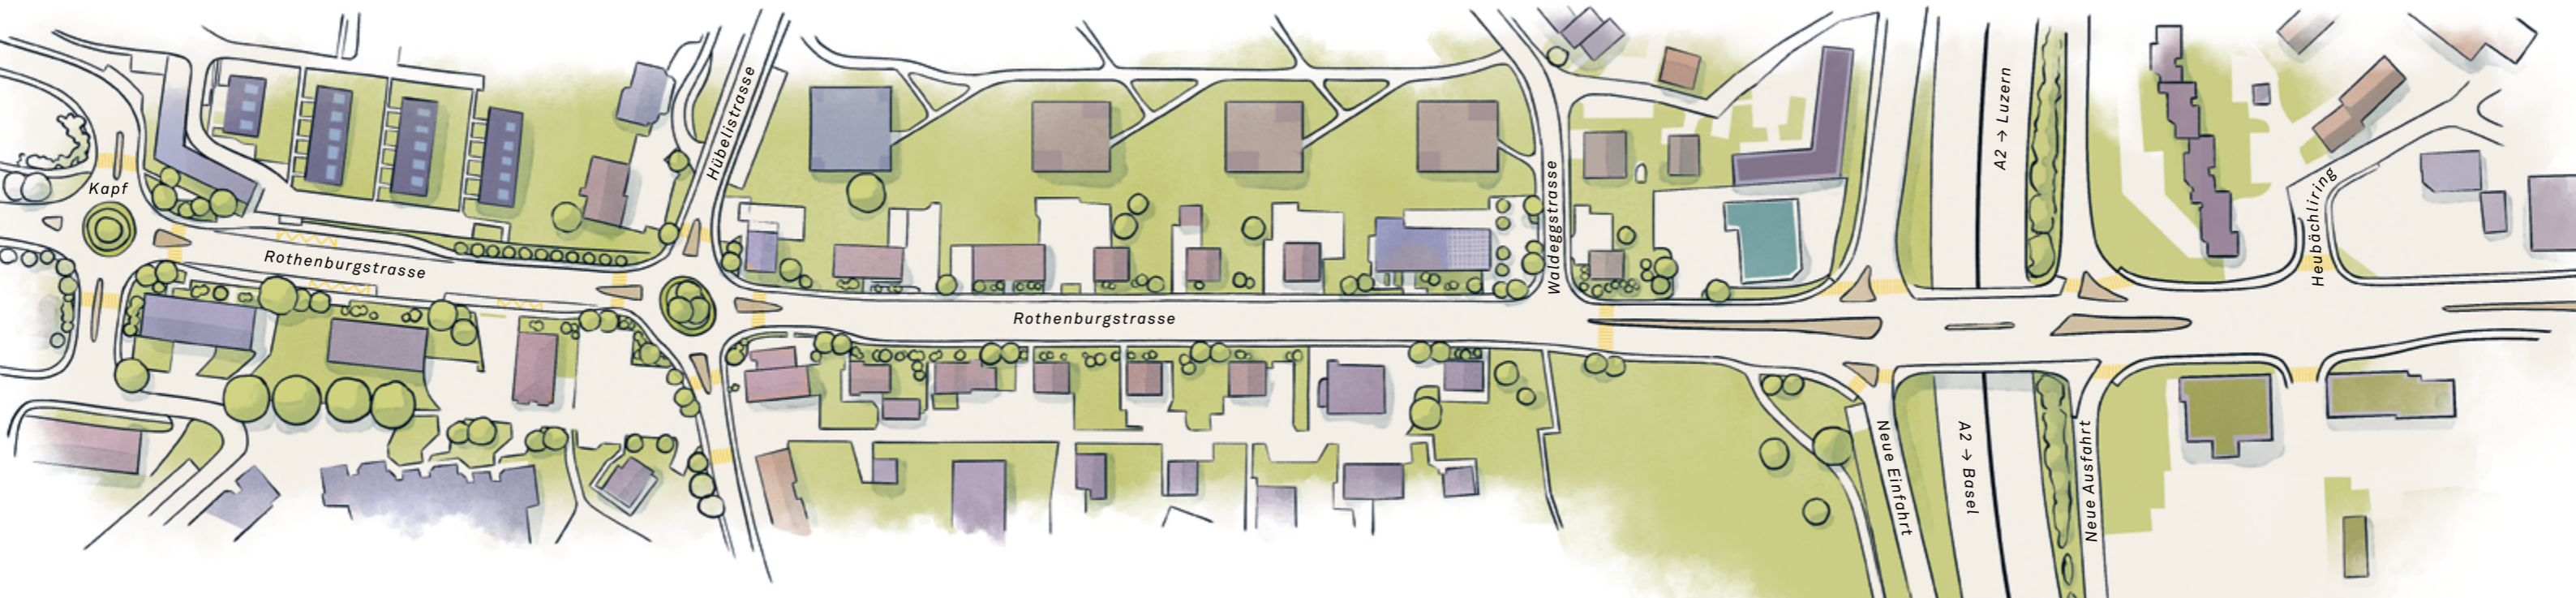 Kapf
Rothenburgstrasse
Hübelistrasse
Rothenburgstrasse
Waldeggstrasse
A2 → Luzern
Heubächliring
Neue Einfahrt
A2 → Basel
Neue Ausfahrt